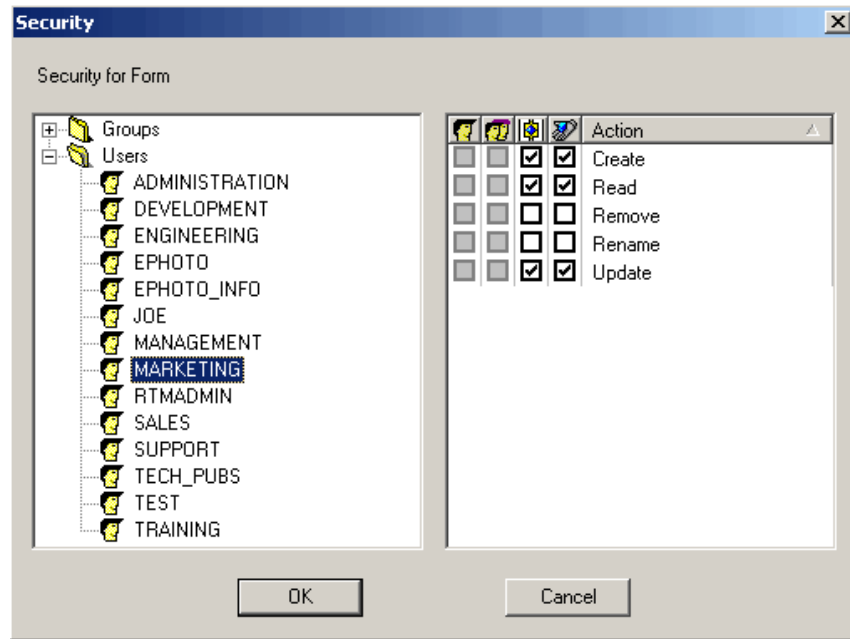 Security
Security for Form
Groups
Users
ADMINISTRATION
DEVELOPMENT
ENGINEERING
EPHOTO
EPHOTO_INFO
JOE
MANAGEMENT
MARKETING
RTMADMIN
SALES
SUPPORT
TECH_PUBS
TEST
TRAINING
Action
Create
Read
Remove
Rename
Update
OK
Cancel